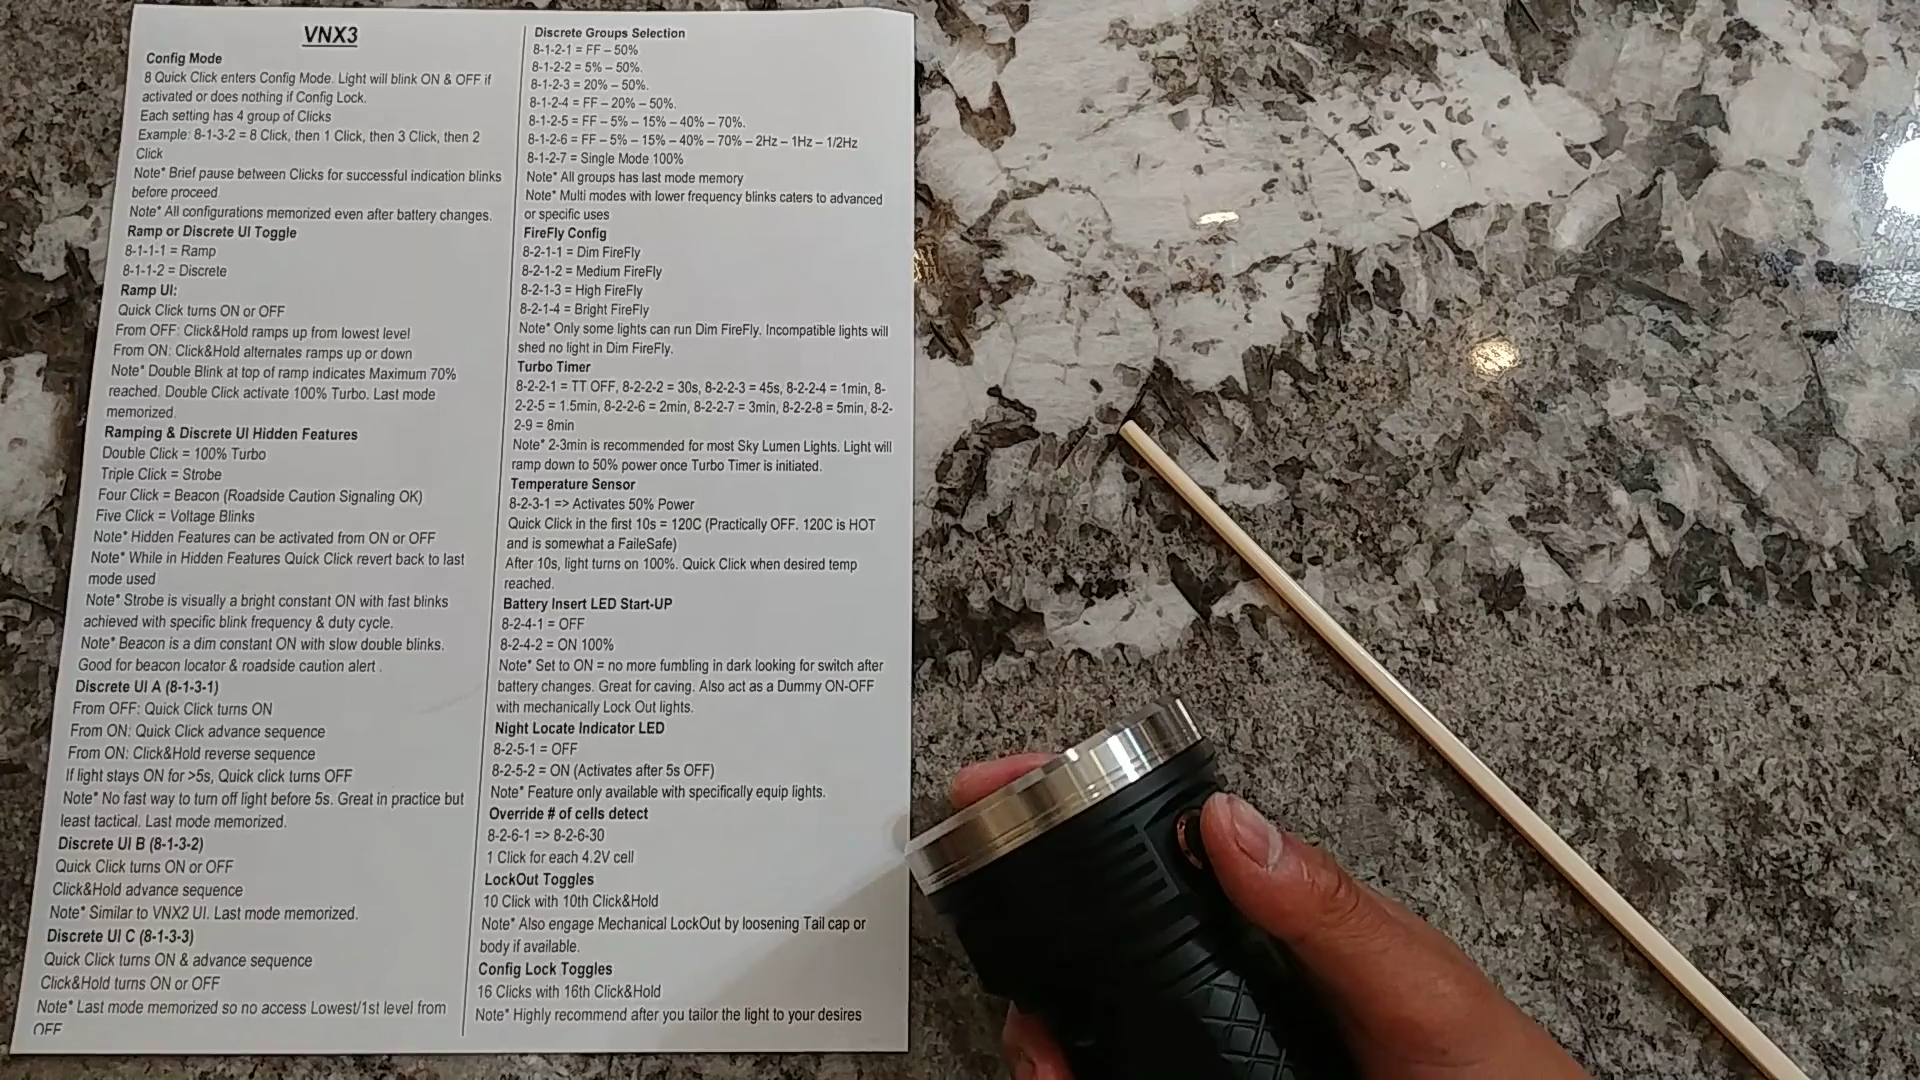 VNX3
Config Mode
8 Quick Click enters Config Mode. Light will blink ON & OFF if
activated or does nothing if Config Lock.
Each setting has 4 group of Clicks
Example: 8-1-3-2 = 8 Click, then 1 Click, then 3 Click, then 2
Click
Note* Brief pause between Clicks for successful indication blinks
before proceed
Note* All configurations memorized even after battery changes.
Ramp or Discrete UI Toggle
8-1-1-1 = Ramp
8-1-1-2 = Discrete
Ramp UI:
Quick Click turns ON or OFF
From OFF: Click&Hold ramps up from lowest level
From ON: Click&Hold alternates ramps up or down
Note* Double Blink at top of ramp indicates Maximum 70%
reached. Double Click activate 100% Turbo. Last mode
memorized.
Ramping & Discrete UI Hidden Features
Double Click = 100% Turbo
Triple Click = Strobe
Four Click = Beacon (Roadside Caution Signaling OK)
Five Click = Voltage Blinks
Note* Hidden Features can be activated from ON or OFF
Note* While in Hidden Features Quick Click revert back to last
mode used
Note* Strobe is visually a bright constant ON with fast blinks
achieved with specific blink frequency & duty cycle.
Note* Beacon is a dim constant ON with slow double blinks.
Good for beacon locator & roadside caution alert .
Discrete UI A (8-1-3-1)
From OFF: Quick Click turns ON
From ON: Quick Click advance sequence
From ON: Click&Hold reverse sequence
If light stays ON for >5s, Quick click turns OFF
Note* No fast way to turn off light before 5s. Great in practice but
least tactical. Last mode memorized.
Discrete UI B (8-1-3-2)
Quick Click turns ON or OFF
Click&Hold advance sequence
Note* Similar to VNX2 UI. Last mode memorized.
Discrete UI C (8-1-3-3)
Quick Click turns ON & advance sequence
Click&Hold turns ON or OFF
Note* Last mode memorized so no access Lowest/1st level from
OFF
Discrete Groups Selection
8-1-2-1 = FF – 50%
8-1-2-2 = 5% – 50%.
8-1-2-3 = 20% – 50%.
8-1-2-4 = FF – 20% – 50%.
8-1-2-5 = FF – 5% – 15% – 40% – 70%.
8-1-2-6 = FF – 5% – 15% – 40% – 70% – 2Hz – 1Hz – 1/2Hz
8-1-2-7 = Single Mode 100%
Note* All groups has last mode memory
Note* Multi modes with lower frequency blinks caters to advanced
or specific uses
FireFly Config
8-2-1-1 = Dim FireFly
8-2-1-2 = Medium FireFly
8-2-1-3 = High FireFly
8-2-1-4 = Bright FireFly
Note* Only some lights can run Dim FireFly. Incompatible lights will
shed no light in Dim FireFly.
Turbo Timer
8-2-2-1 = TT OFF, 8-2-2-2 = 30s, 8-2-2-3 = 45s, 8-2-2-4 = 1min, 8-
2-2-5 = 1.5min, 8-2-2-6 = 2min, 8-2-2-7 = 3min, 8-2-2-8 = 5min, 8-2-
2-9 = 8min
Note* 2-3min is recommended for most Sky Lumen Lights. Light will
ramp down to 50% power once Turbo Timer is initiated.
Temperature Sensor
8-2-3-1 => Activates 50% Power
Quick Click in the first 10s = 120C (Practically OFF. 120C is HOT
and is somewhat a FaileSafe)
After 10s, light turns on 100%. Quick Click when desired temp
reached.
Battery Insert LED Start-UP
8-2-4-1 = OFF
8-2-4-2 = ON 100%
Note* Set to ON = no more fumbling in dark looking for switch after
battery changes. Great for caving. Also act as a Dummy ON-OFF
with mechanically Lock Out lights.
Night Locate Indicator LED
8-2-5-1 = OFF
8-2-5-2 = ON (Activates after 5s OFF)
Note* Feature only available with specifically equip lights.
Override # of cells detect
8-2-6-1 => 8-2-6-30
1 Click for each 4.2V cell
LockOut Toggles
10 Click with 10th Click&Hold
Note* Also engage Mechanical LockOut by loosening Tail cap or
body if available.
Config Lock Toggles
16 Clicks with 16th Click&Hold
Note* Highly recommend after you tailor the light to your desires